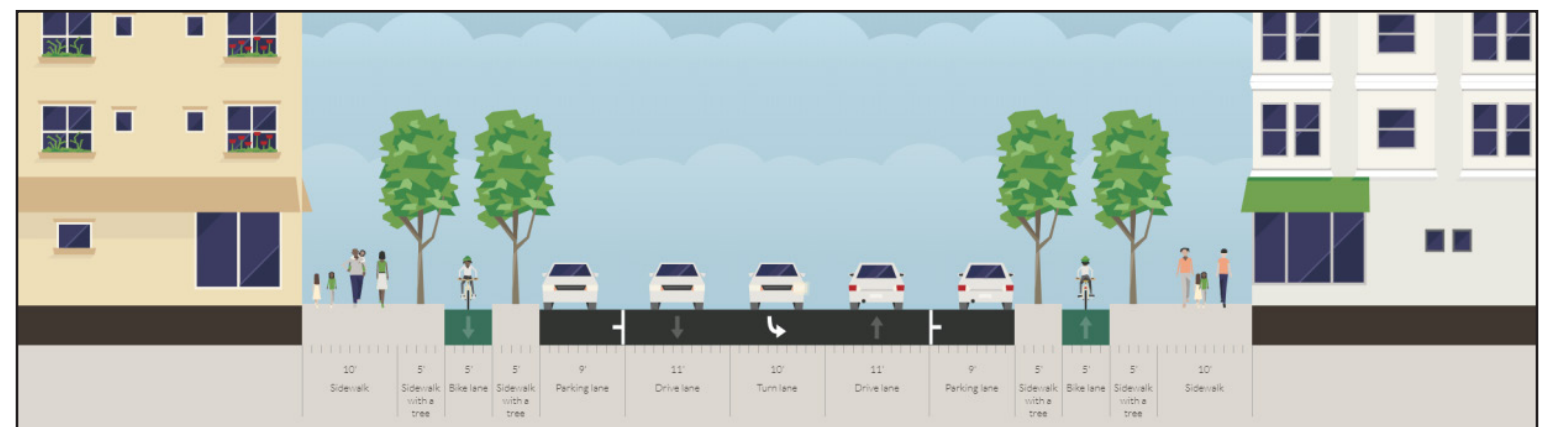 10' 5' 5' 5' 9' 11' 10' 11' 9' 5' 5' 5' 10'
Sidewalk Sidewalk Bike lane Sidewalk Parking lane Drive lane Turn lane Drive lane Parking lane Sidewalk Bike lane Sidewalk Sidewalk
with a with a with a with a
tree tree tree tree